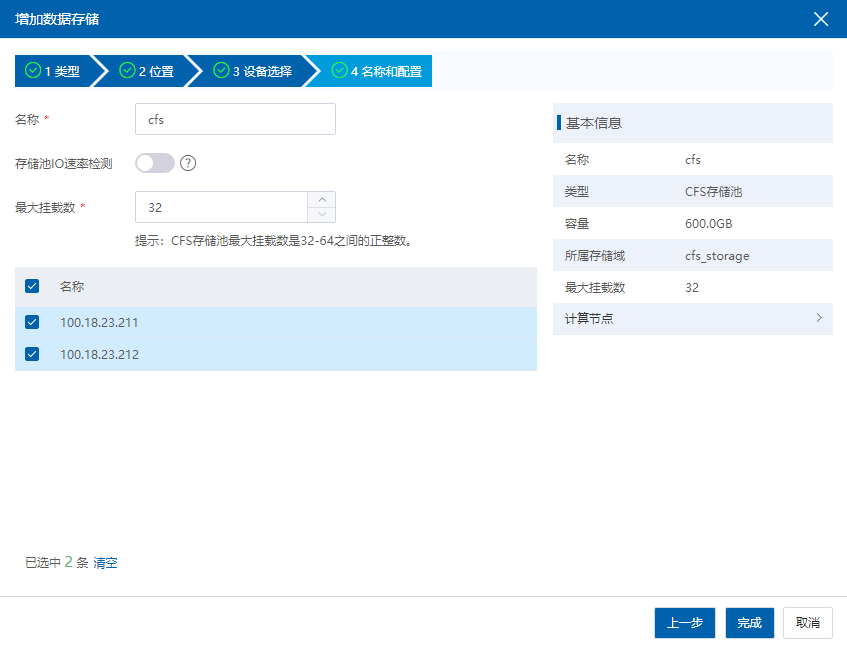 增加数据存储
1 类型 2 位置 3 设备选择 4 名称和配置
名称 * cfs
存储池IO速率检测 ?
最大挂载数 * 32
提示：CFS存储池最大挂载数是32-64之间的正整数。
名称
100.18.23.211
100.18.23.212
已选中 2 条 清空
基本信息
名称 cfs
类型 CFS存储池
容量 600.0GB
所属存储域 cfs_storage
最大挂载数 32
计算节点
上一步 完成 取消